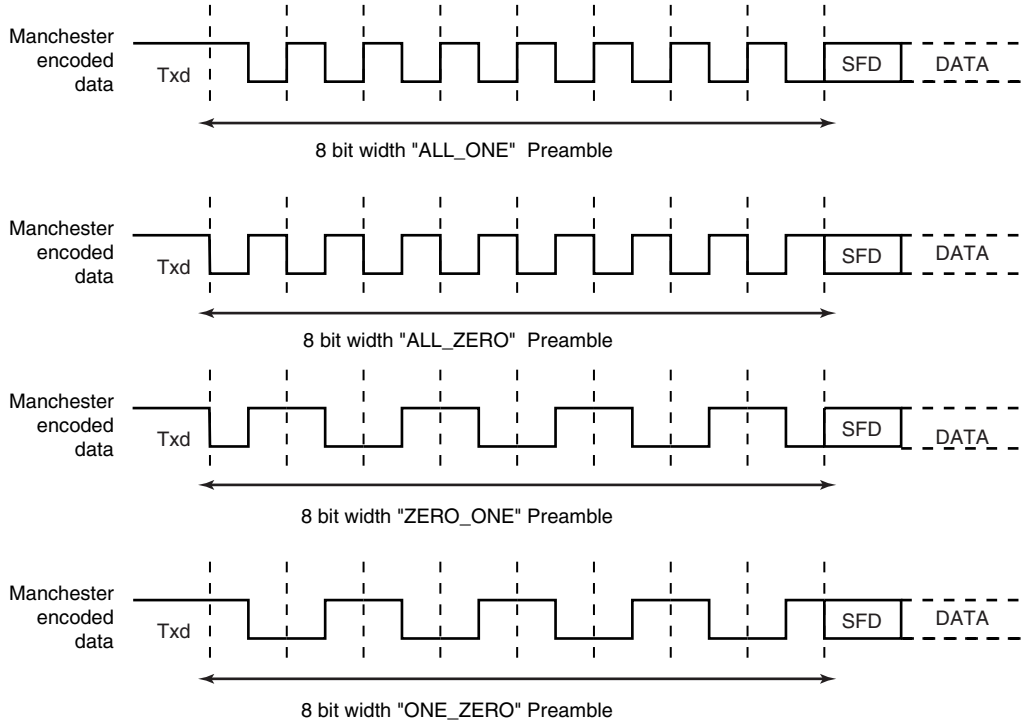 Manchester
encoded
data
Txd
SFD
DATA
8 bit width "ALL_ONE" Preamble
Manchester
encoded
data
Txd
SFD
DATA
8 bit width "ALL_ZERO" Preamble
Manchester
encoded
data
Txd
SFD
DATA
8 bit width "ZERO_ONE" Preamble
Manchester
encoded
data
Txd
SFD
DATA
8 bit width "ONE_ZERO" Preamble